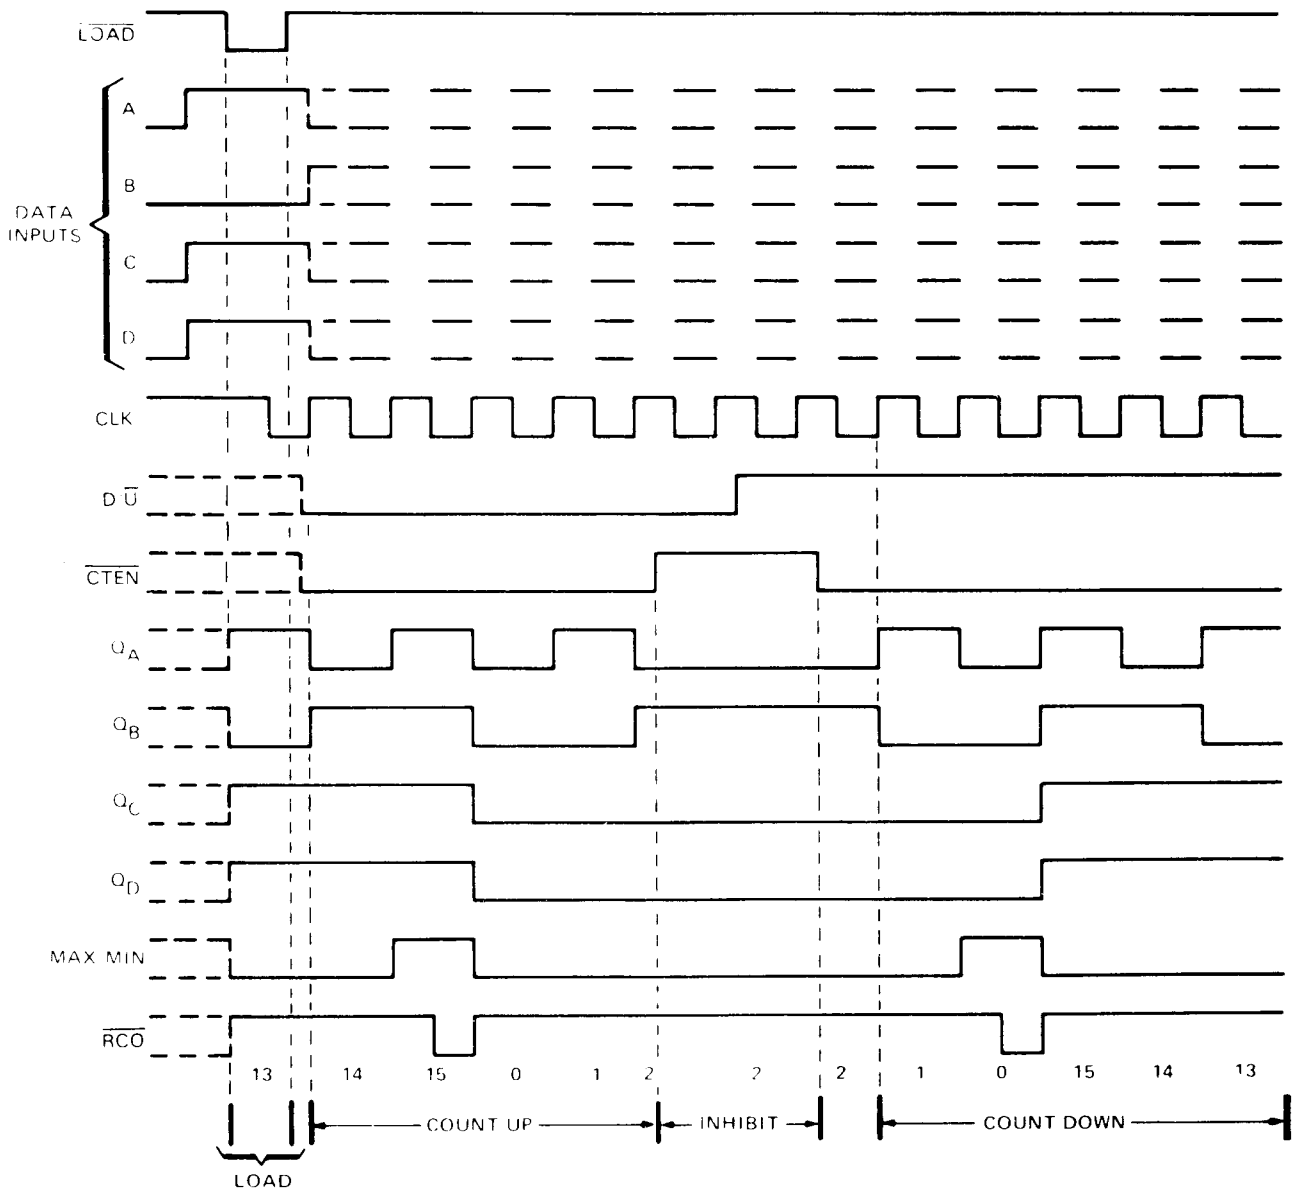 LOAD
A
B
DATA
INPUTS
C
D
CLK
D U
CTEN
QA
QB
QC
QD
MAX MIN
RCO
13 14 15 0 1 2 2 2 1 0 15 14 13
COUNT UP INHIBIT COUNT DOWN
LOAD